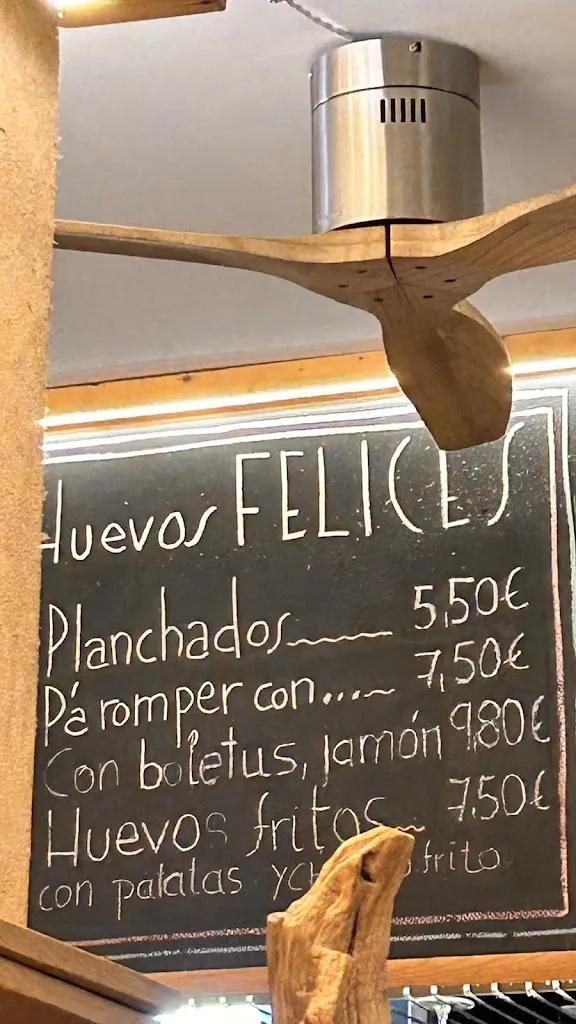 Huevos FELICES
Planchados 5,50€
Pá romper con.... 7,50€
Con boletus, jamón 9,80€
Huevos fritos 7,50€
con patatas y frito